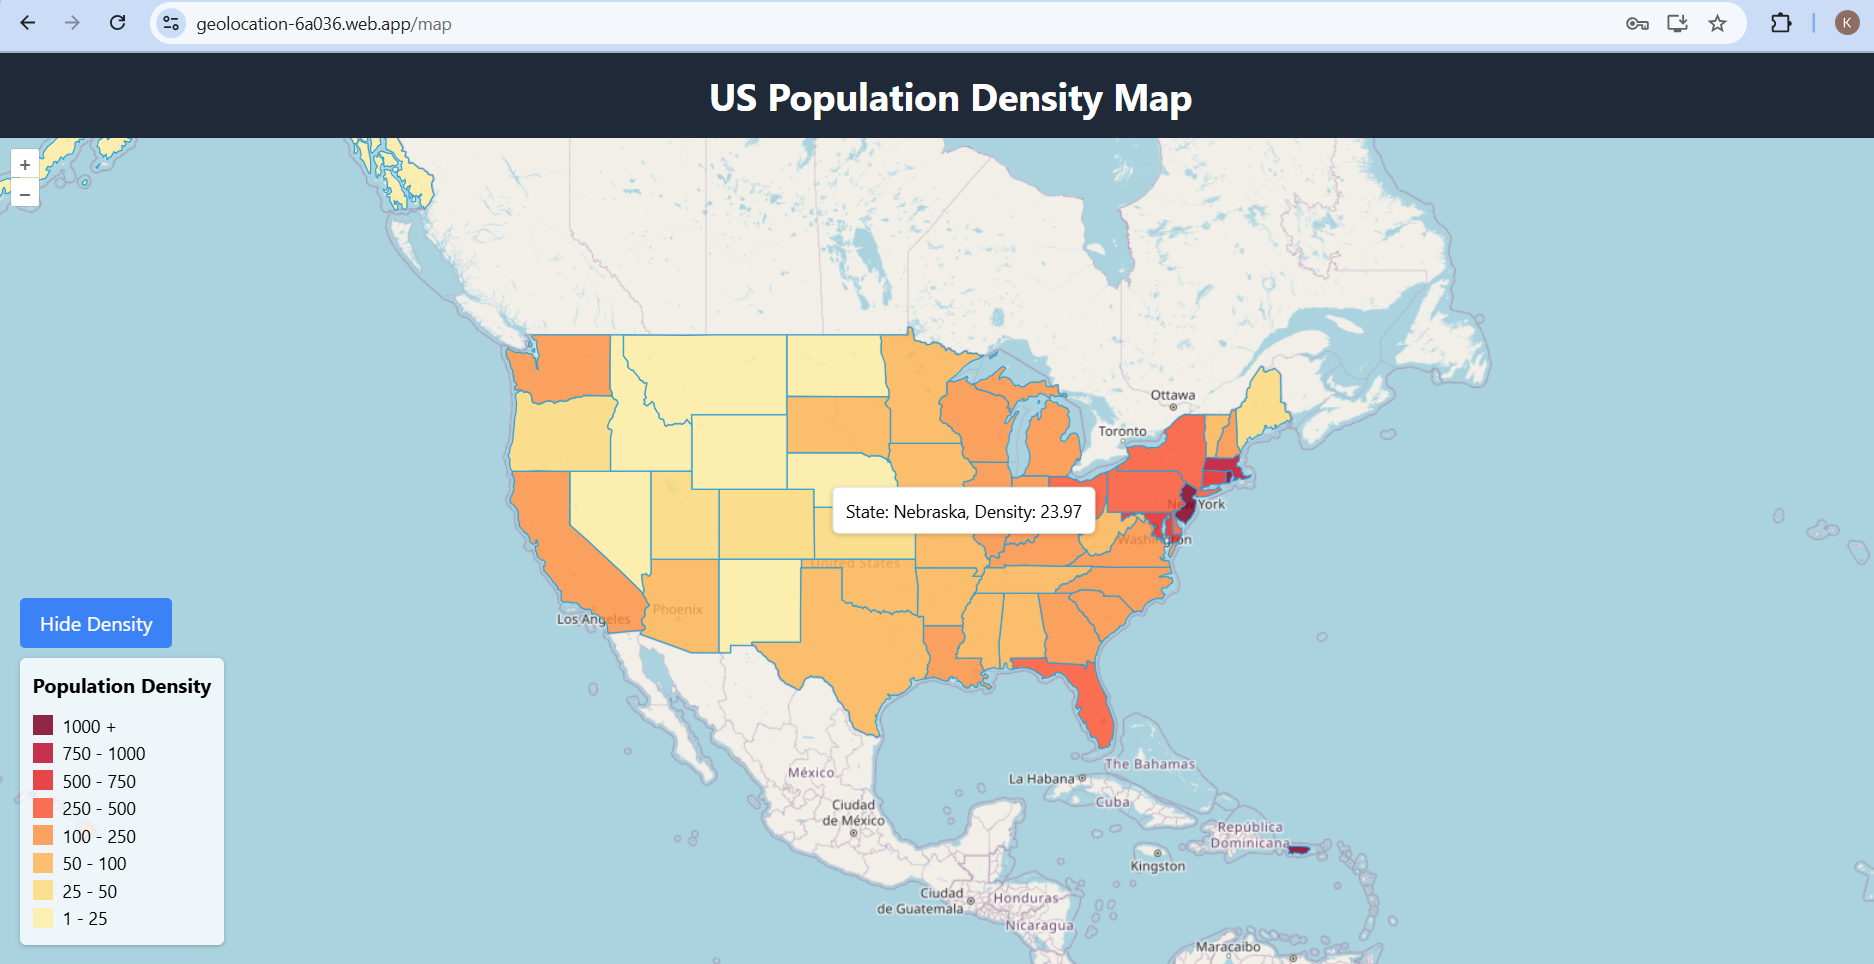 geolocation-6a036.web.app/map
K
US Population Density Map
+
−
Ottawa
Toronto
New York
State: Nebraska, Density: 23.97
Washington
United States
Phoenix
Los Angeles
Hide Density
Population Density
1000 +
750 - 1000
500 - 750
250 - 500
100 - 250
50 - 100
25 - 50
1 - 25
The Bahamas
La Habana
México
Cuba
Ciudad
de México
República
Dominicana
Kingston
Ciudad
de Guatemala
Honduras
Nicaragua
Maracaibo